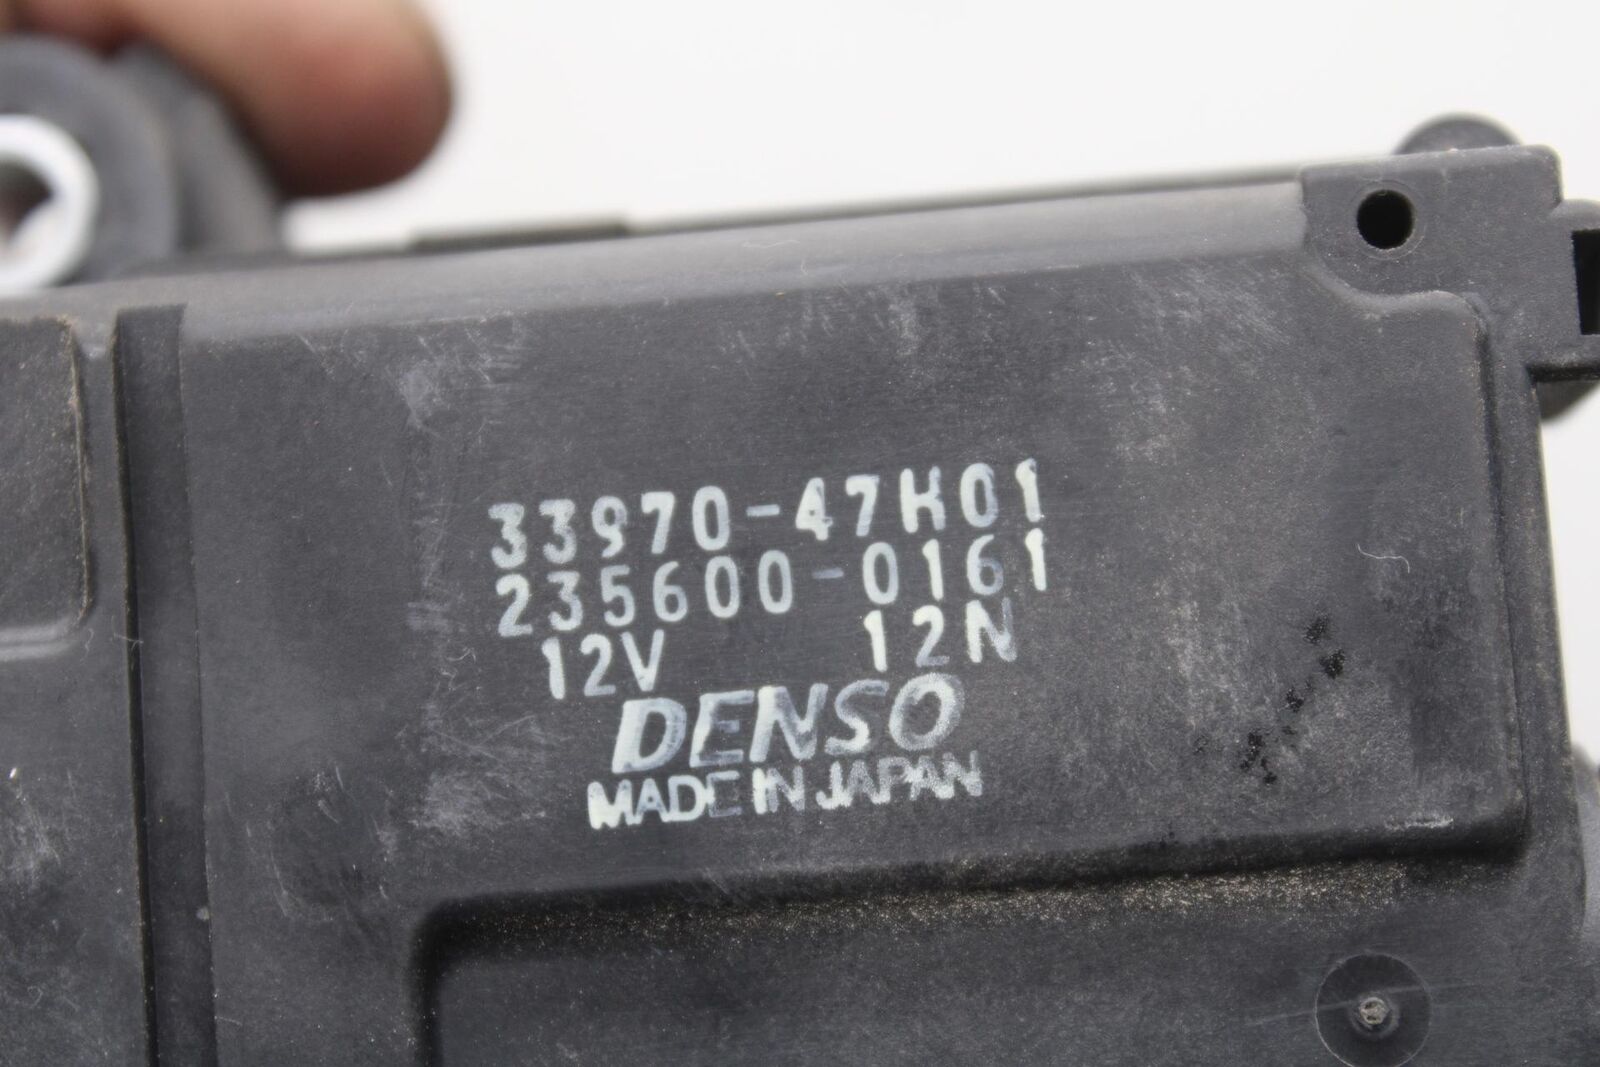 33970-47H01
235600-0161
12V 12N
DENSO
MADE IN JAPAN